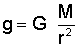 g = G M/r²